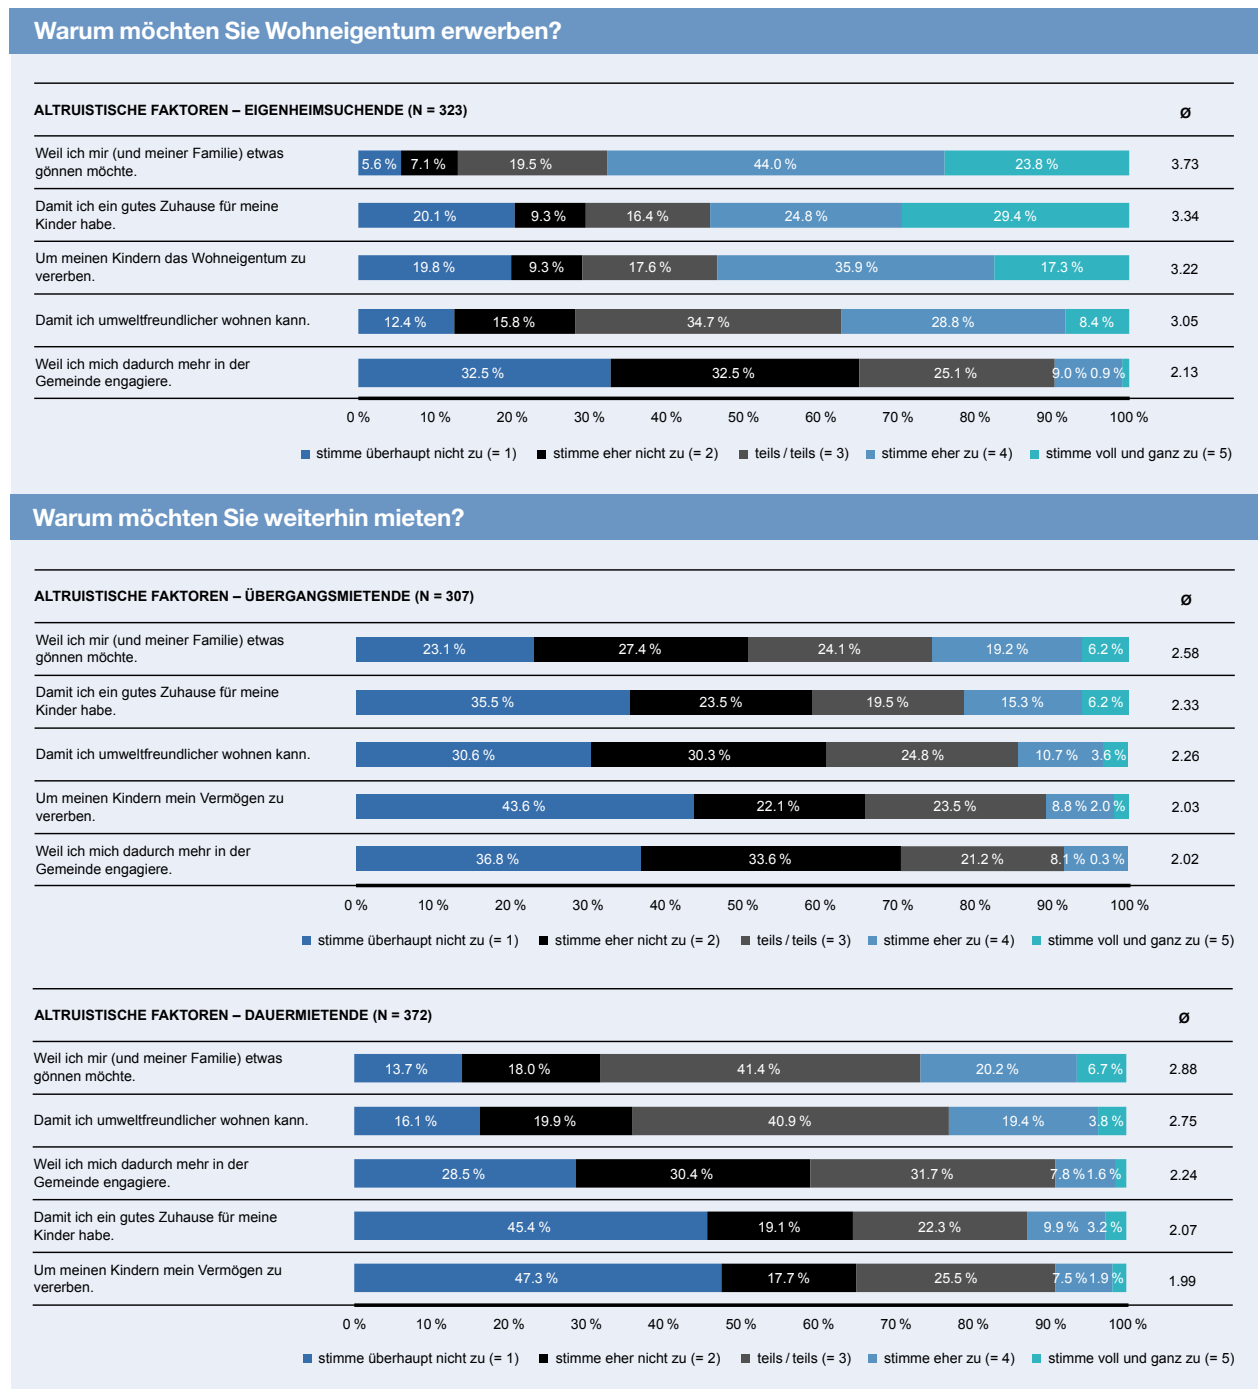 Warum möchten Sie Wohneigentum erwerben?
ALTRUISTISCHE FAKTOREN – EIGENHEIMSUCHENDE (N = 323) Ø
Weil ich mir (und meiner Familie) etwas
gönnen möchte.
5.6 % 7.1 % 19.5 % 44.0 % 23.8 % 3.73
Damit ich ein gutes Zuhause für meine
Kinder habe.
20.1 % 9.3 % 16.4 % 24.8 % 29.4 % 3.34
Um meinen Kindern das Wohneigentum zu
vererben.
19.8 % 9.3 % 17.6 % 35.9 % 17.3 % 3.22
Damit ich umweltfreundlicher wohnen kann. 12.4 % 15.8 % 34.7 % 28.8 % 8.4 % 3.05
Weil ich mich dadurch mehr in der
Gemeinde engagiere.
32.5 % 32.5 % 25.1 % 9.0 % 0.9 % 2.13
0 % 10 % 20 % 30 % 40 % 50 % 60 % 70 % 80 % 90 % 100 %
stimme überhaupt nicht zu (= 1) stimme eher nicht zu (= 2) teils / teils (= 3) stimme eher zu (= 4) stimme voll und ganz zu (= 5)
Warum möchten Sie weiterhin mieten?
ALTRUISTISCHE FAKTOREN – ÜBERGANGSMIETENDE (N = 307) Ø
Weil ich mir (und meiner Familie) etwas
gönnen möchte.
23.1 % 27.4 % 24.1 % 19.2 % 6.2 % 2.58
Damit ich ein gutes Zuhause für meine
Kinder habe.
35.5 % 23.5 % 19.5 % 15.3 % 6.2 % 2.33
Damit ich umweltfreundlicher wohnen kann. 30.6 % 30.3 % 24.8 % 10.7 % 3.6 % 2.26
Um meinen Kindern mein Vermögen zu
vererben.
43.6 % 22.1 % 23.5 % 8.8 % 2.0 % 2.03
Weil ich mich dadurch mehr in der
Gemeinde engagiere.
36.8 % 33.6 % 21.2 % 8.1 % 0.3 % 2.02
0 % 10 % 20 % 30 % 40 % 50 % 60 % 70 % 80 % 90 % 100 %
stimme überhaupt nicht zu (= 1) stimme eher nicht zu (= 2) teils / teils (= 3) stimme eher zu (= 4) stimme voll und ganz zu (= 5)
ALTRUISTISCHE FAKTOREN – DAUERMIETENDE (N = 372) Ø
Weil ich mir (und meiner Familie) etwas
gönnen möchte.
13.7 % 18.0 % 41.4 % 20.2 % 6.7 % 2.88
Damit ich umweltfreundlicher wohnen kann. 16.1 % 19.9 % 40.9 % 19.4 % 3.8 % 2.75
Weil ich mich dadurch mehr in der
Gemeinde engagiere.
28.5 % 30.4 % 31.7 % 7.8 % 1.6 % 2.24
Damit ich ein gutes Zuhause für meine
Kinder habe.
45.4 % 19.1 % 22.3 % 9.9 % 3.2 % 2.07
Um meinen Kindern mein Vermögen zu
vererben.
47.3 % 17.7 % 25.5 % 7.5 % 1.9 % 1.99
0 % 10 % 20 % 30 % 40 % 50 % 60 % 70 % 80 % 90 % 100 %
stimme überhaupt nicht zu (= 1) stimme eher nicht zu (= 2) teils / teils (= 3) stimme eher zu (= 4) stimme voll und ganz zu (= 5)